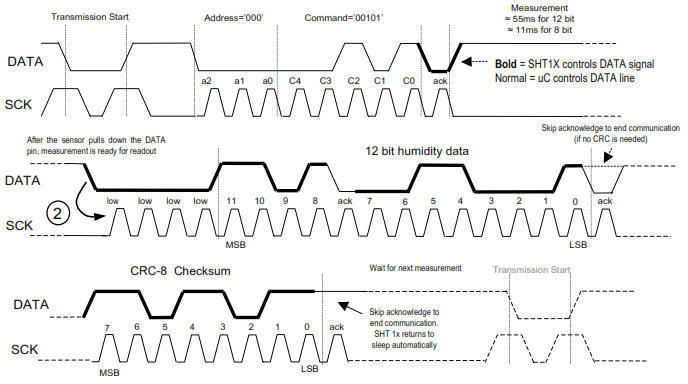 Transmission Start
Address='000'
Command='00101'
Measurement
≈ 55ms for 12 bit
≈ 11ms for 8 bit
DATA
Bold = SHT1X controls DATA signal
Normal = uC controls DATA line
a2 a1 a0 C4 C3 C2 C1 C0 ack
SCK
After the sensor pulls down the DATA
pin, measurement is ready for readout
12 bit humidity data
Skip acknowledge to end communication
(if no CRC is needed)
DATA
2
low low low low 11 10 9 8 ack 7 6 5 4 3 2 1 0 ack
SCK
MSB
LSB
CRC-8 Checksum
Wait for next measurement
Transmission Start
DATA
Skip acknowledge to
end communication.
SHT 1x returns to
sleep automatically
7 6 5 4 3 2 1 0 ack
SCK
MSB
LSB